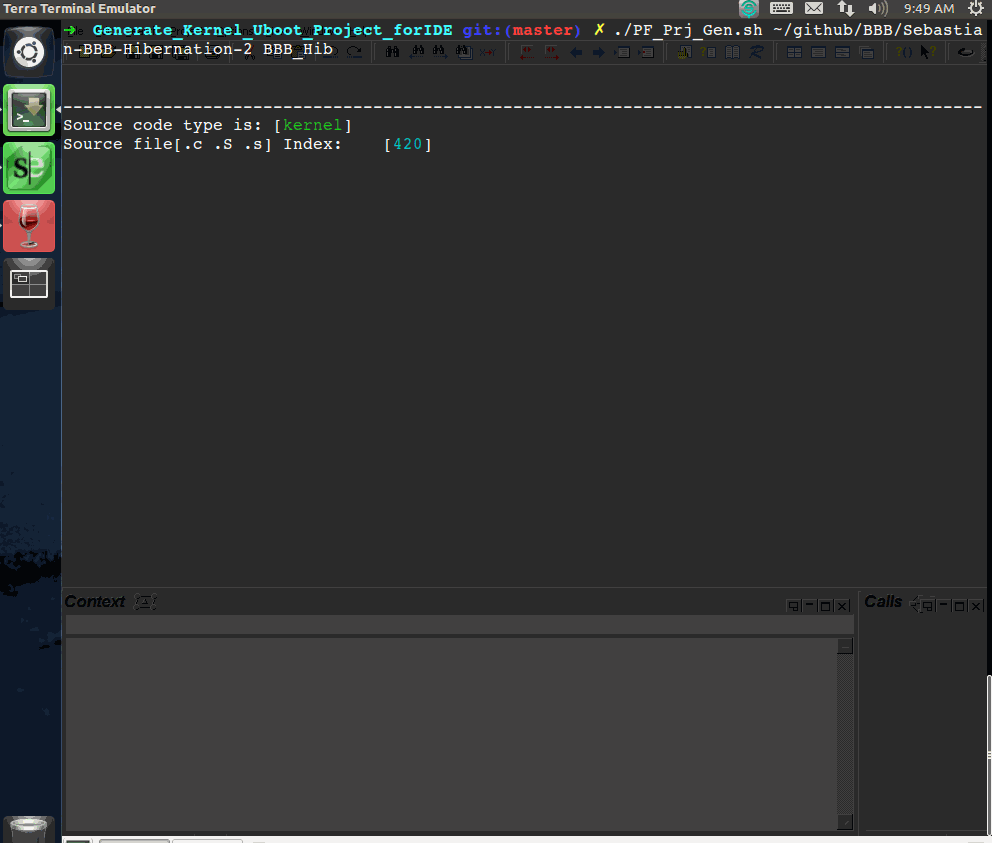 Terra Terminal Emulator
9:49 AM
➜ Generate_Kernel_Uboot_Project_forIDE git:(master) ✗ ./PF_Prj_Gen.sh ~/github/BBB/Sebastia
n-BBB-Hibernation-2 BBB_Hib
--------------------------------------------------------------------------------------------
Source code type is: [kernel]
Source file[.c .S .s] Index:    [420]
Context
Calls